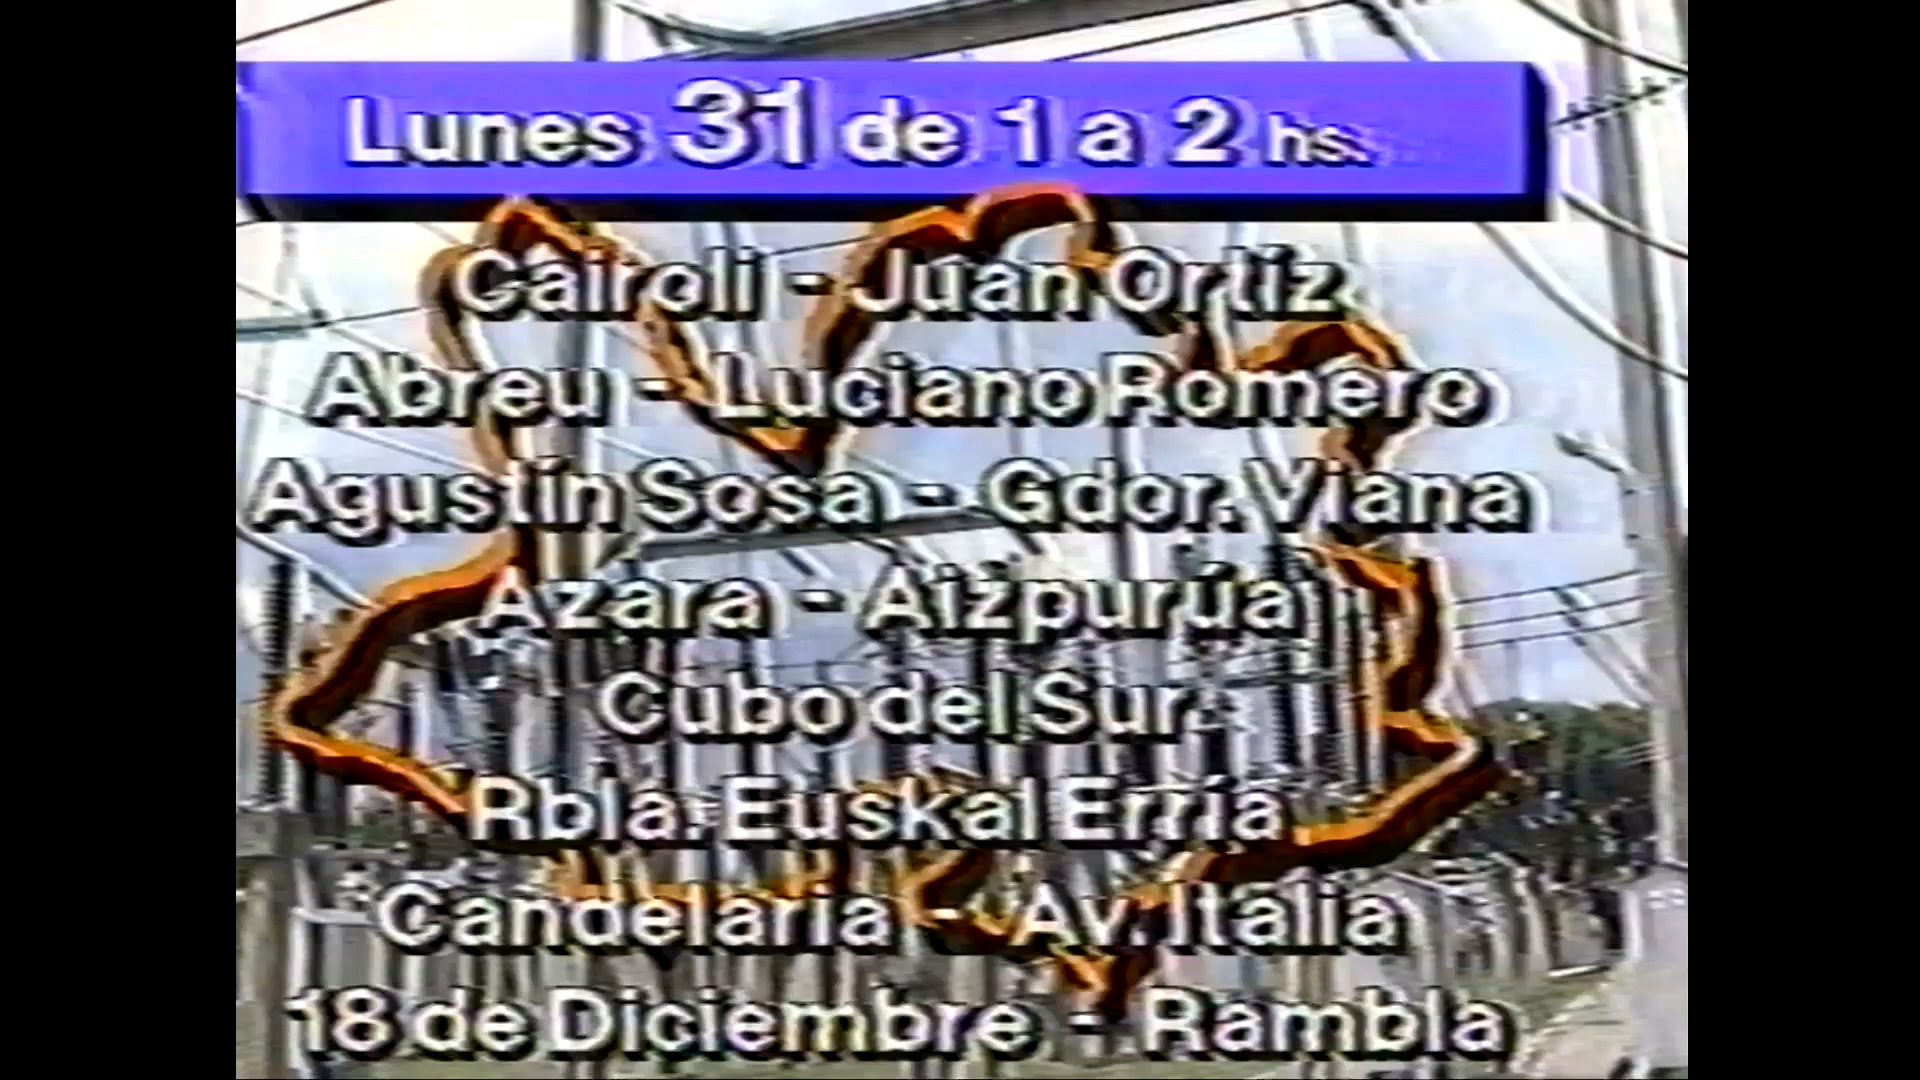 Lunes 31 de 1 a 2 hs.
Cairoli - Juan Ortíz
Abreu - Luciano Romero
Agustín Sosa - Gdor. Viana
Azara - Aizpurúa
Cubo del Sur
Rbla. Euskal Erría
Candelaria - Av. Italia
18 de Diciembre - Rambla